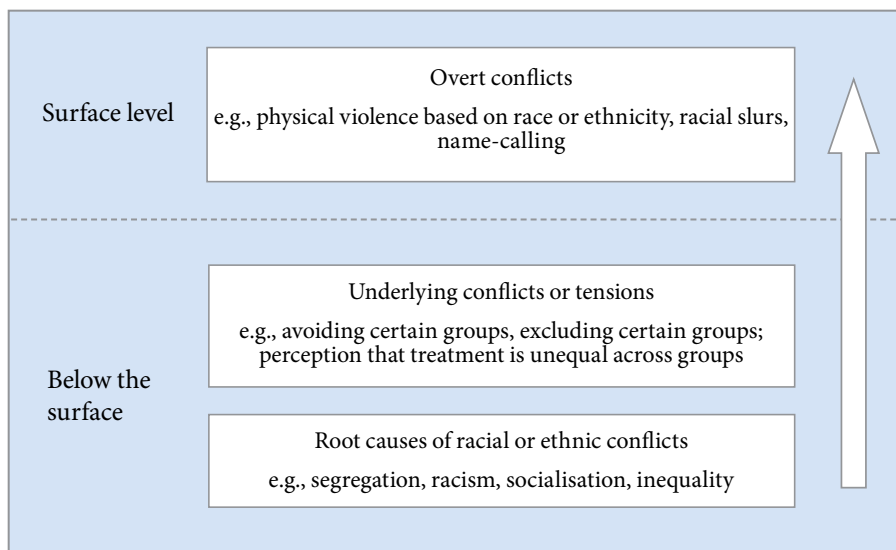 Surface level
Overt conflicts
e.g., physical violence based on race or ethnicity, racial slurs,
name-calling
Below the
surface
Underlying conflicts or tensions
e.g., avoiding certain groups, excluding certain groups;
perception that treatment is unequal across groups
Root causes of racial or ethnic conflicts
e.g., segregation, racism, socialisation, inequality